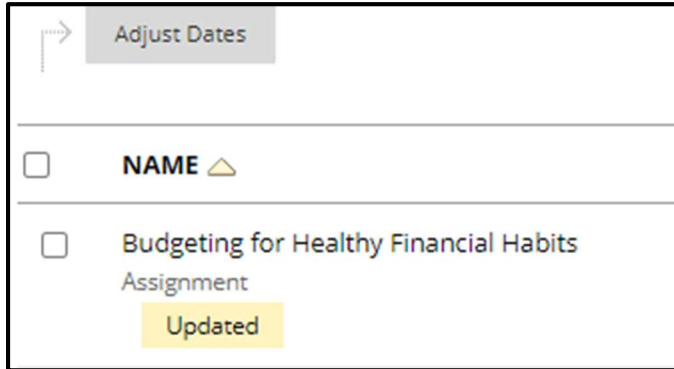 Adjust Dates
NAME
Budgeting for Healthy Financial Habits
Assignment
Updated